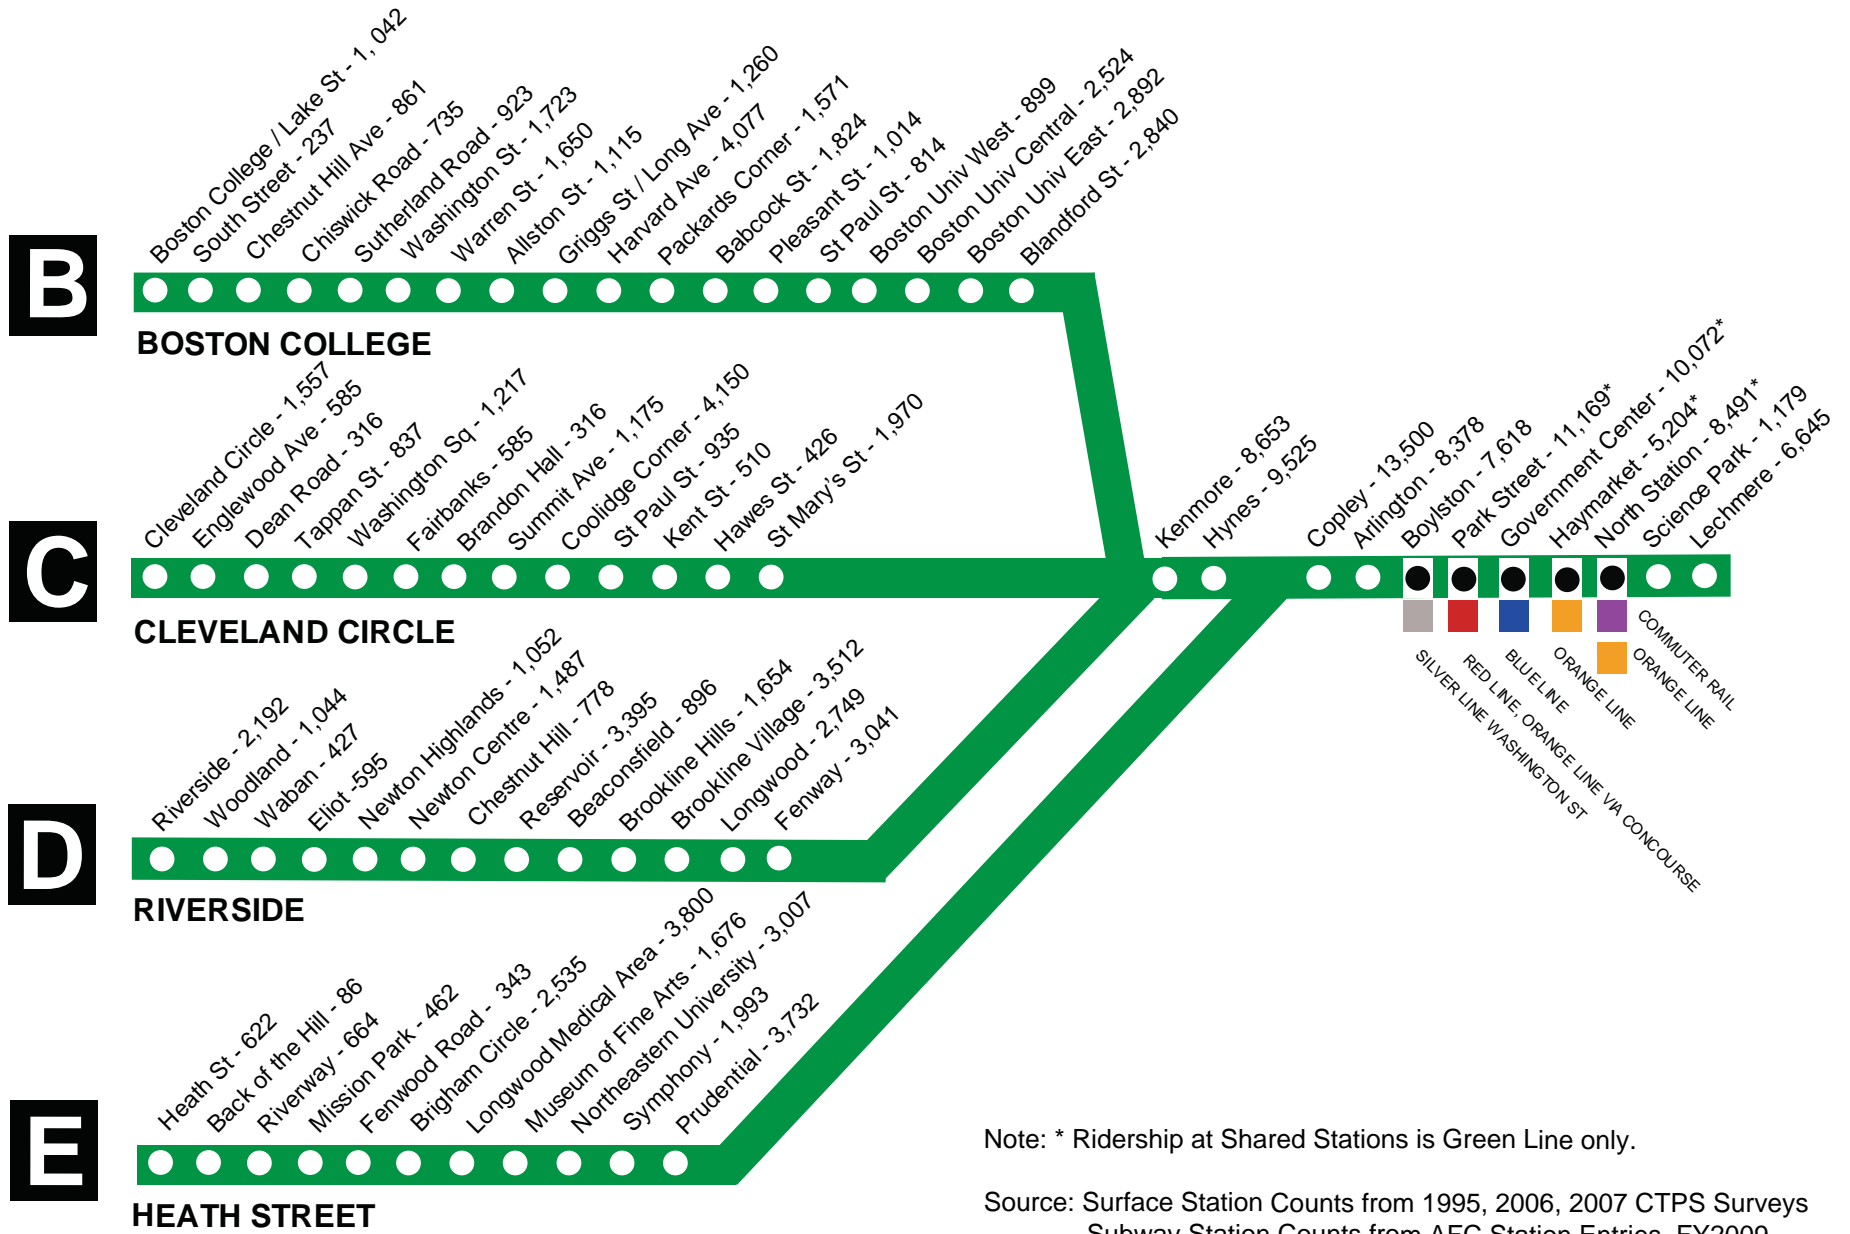 B
Boston College / Lake St - 1, 042
South Street - 237
Chestnut Hill Ave - 861
Chiswick Road - 735
Sutherland Road - 923
Washington St - 1,723
Warren St - 1,650
Allston St - 1,115
Griggs St / Long Ave - 1,260
Harvard Ave - 4,077
Packards Corner - 1,571
Babcock St - 1,824
Pleasant St - 1,014
St Paul St - 814
Boston Univ West - 899
Boston Univ Central - 2,524
Boston Univ East - 2,892
Blandford St - 2,840
BOSTON COLLEGE
C
Cleveland Circle - 1,557
Englewood Ave - 585
Dean Road - 316
Tappan St - 837
Washington Sq - 1,217
Fairbanks - 585
Brandon Hall - 316
Summit Ave - 1,175
Coolidge Corner - 4,150
St Paul St - 935
Kent St - 510
Hawes St - 426
St Mary's St - 1,970
CLEVELAND CIRCLE
Kenmore - 8,653
Hynes - 9,525
Copley - 13,500
Arlington - 8,378
Boylston - 7,618
Park Street - 11,169*
Government Center - 10,072*
Haymarket - 5,204*
North Station - 8,491*
Science Park - 1,179
Lechmere - 6,645
SILVER LINE WASHINGTON ST
RED LINE, ORANGE LINE VIA CONCOURSE
BLUE LINE
ORANGE LINE
COMMUTER RAIL
ORANGE LINE
D
Riverside - 2,192
Woodland - 1,044
Waban - 427
Eliot -595
Newton Highlands - 1,052
Newton Centre - 1,487
Chestnut Hill - 778
Reservoir - 3,395
Beaconsfield - 896
Brookline Hills - 1,654
Brookline Village - 3,512
Longwood - 2,749
Fenway - 3,041
RIVERSIDE
E
Heath St - 622
Back of the Hill - 86
Riverway - 664
Mission Park - 462
Fenwood Road - 343
Brigham Circle - 2,535
Longwood Medical Area - 3,800
Museum of Fine Arts - 1,676
Northeastern University - 3,007
Symphony - 1,993
Prudential - 3,732
HEATH STREET
Note: * Ridership at Shared Stations is Green Line only.
Source: Surface Station Counts from 1995, 2006, 2007 CTPS Surveys
Subway Station Counts from AFC Station Entries, FY2009